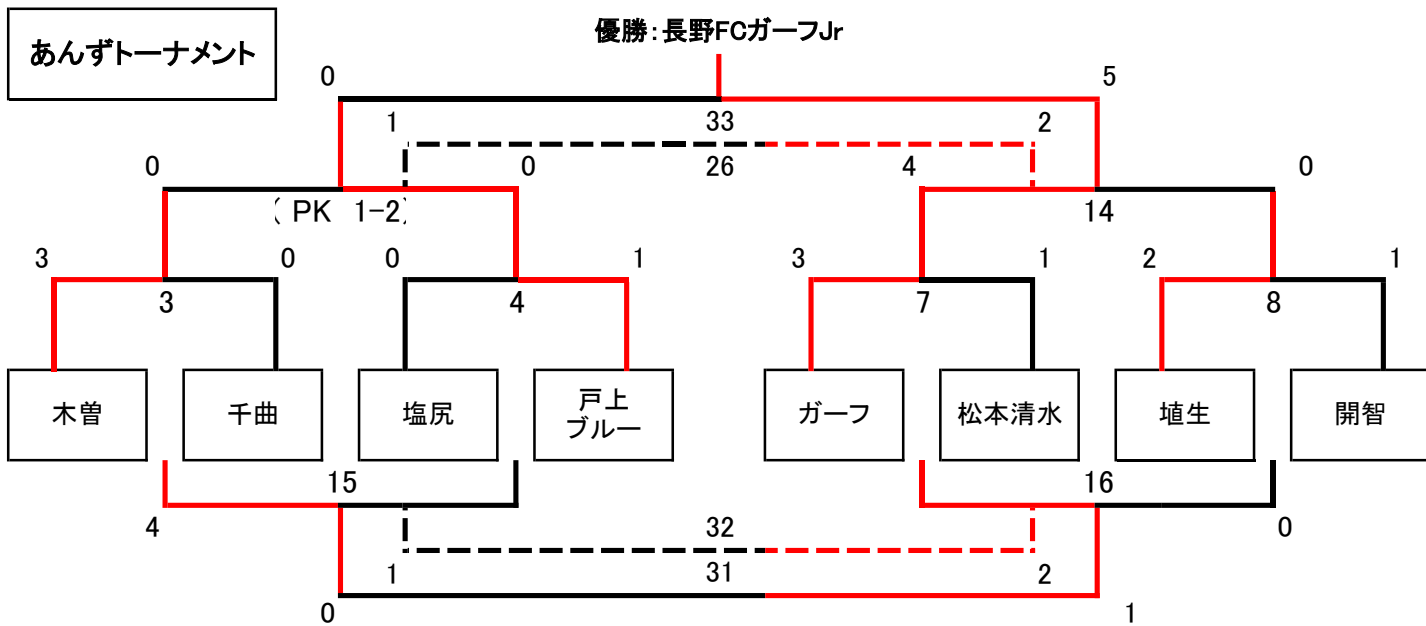 優勝：長野FCガーフJr
あんずトーナメント
0 5
1 33 2
0 0 26 4 0
( PK 1-2) 14
3 0 0 1 3 1 2 1
3 4 7 8
木曽 千曲 塩尻 戸上 ガーフ 松本清水 埴生 開智
ブルー
15 16
4 32 0
1 31 2
0 1